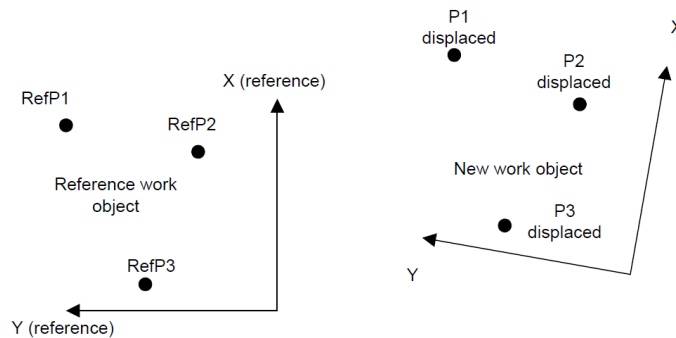 P1
displaced
X
P2
displaced
X (reference)
RefP1
RefP2
Reference work
object
New work object
P3
displaced
RefP3
Y
Y (reference)